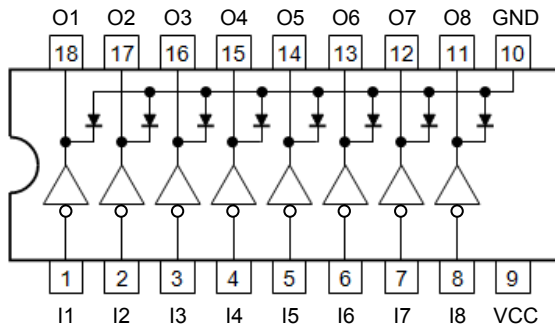 O1 O2 O3 O4 O5 O6 O7 O8 GND
18 17 16 15 14 13 12 11 10
1 2 3 4 5 6 7 8 9
I1 I2 I3 I4 I5 I6 I7 I8 VCC